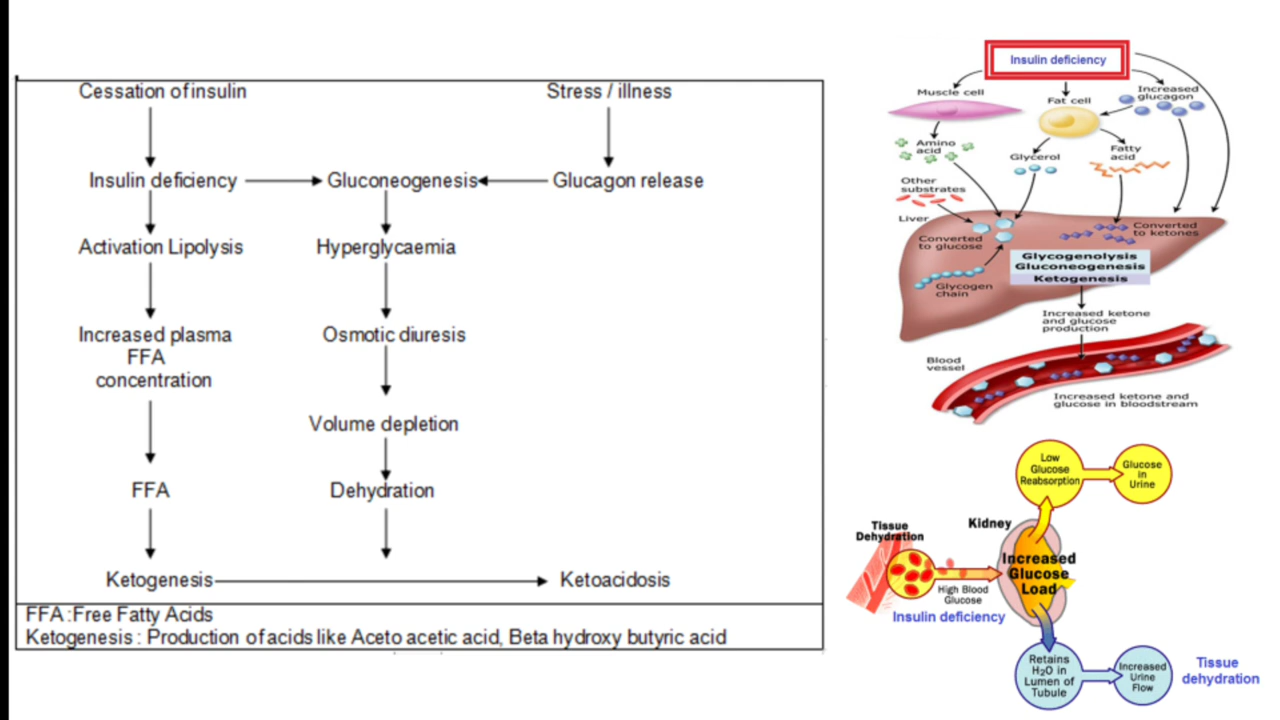 Cessation of insulin
Stress / illness
Insulin deficiency
Gluconeogenesis
Glucagon release
Activation Lipolysis
Hyperglycaemia
Increased plasma
FFA
concentration
Osmotic diuresis
Volume depletion
FFA
Dehydration
Ketogenesis
Ketoacidosis
FFA :Free Fatty Acids
Ketogenesis : Production of acids like Aceto acetic acid, Beta hydroxy butyric acid
Insulin deficiency
Muscle cell
Fat cell
Increased
glucagon
Amino
acid
Glycerol
Fatty
acid
Other
substrates
Liver
Converted
to glucose
Converted
to ketones
Glycogenolysis
Gluconeogenesis
Ketogenesis
Glycogen
chain
Increased ketone
and glucose
production
Blood
vessel
Increased ketone and
glucose in bloodstream
Low
Glucose
Reabsorption
Glucose
in
Urine
Kidney
Tissue
Dehydration
Increased
Glucose
Load
High Blood
Glucose
Insulin deficiency
Retains
H₂O in
Lumen of
Tubule
Increased
Urine
Flow
Tissue
dehydration